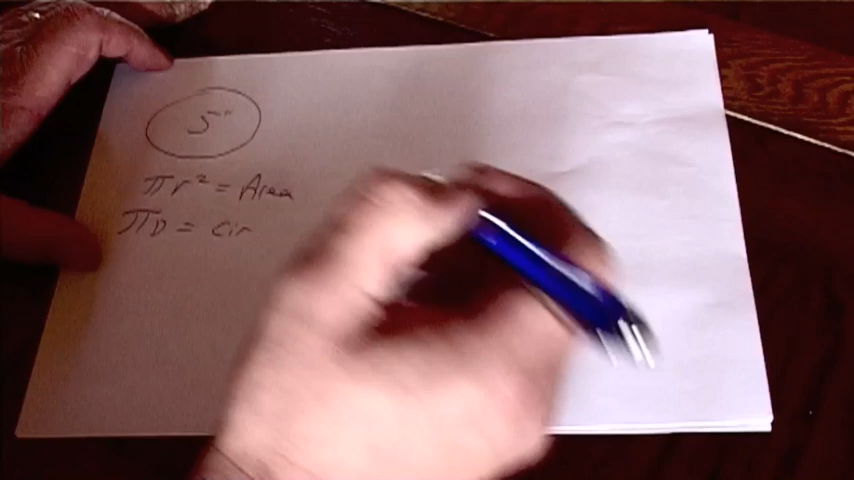 5"
πr² = Area
πD = cir